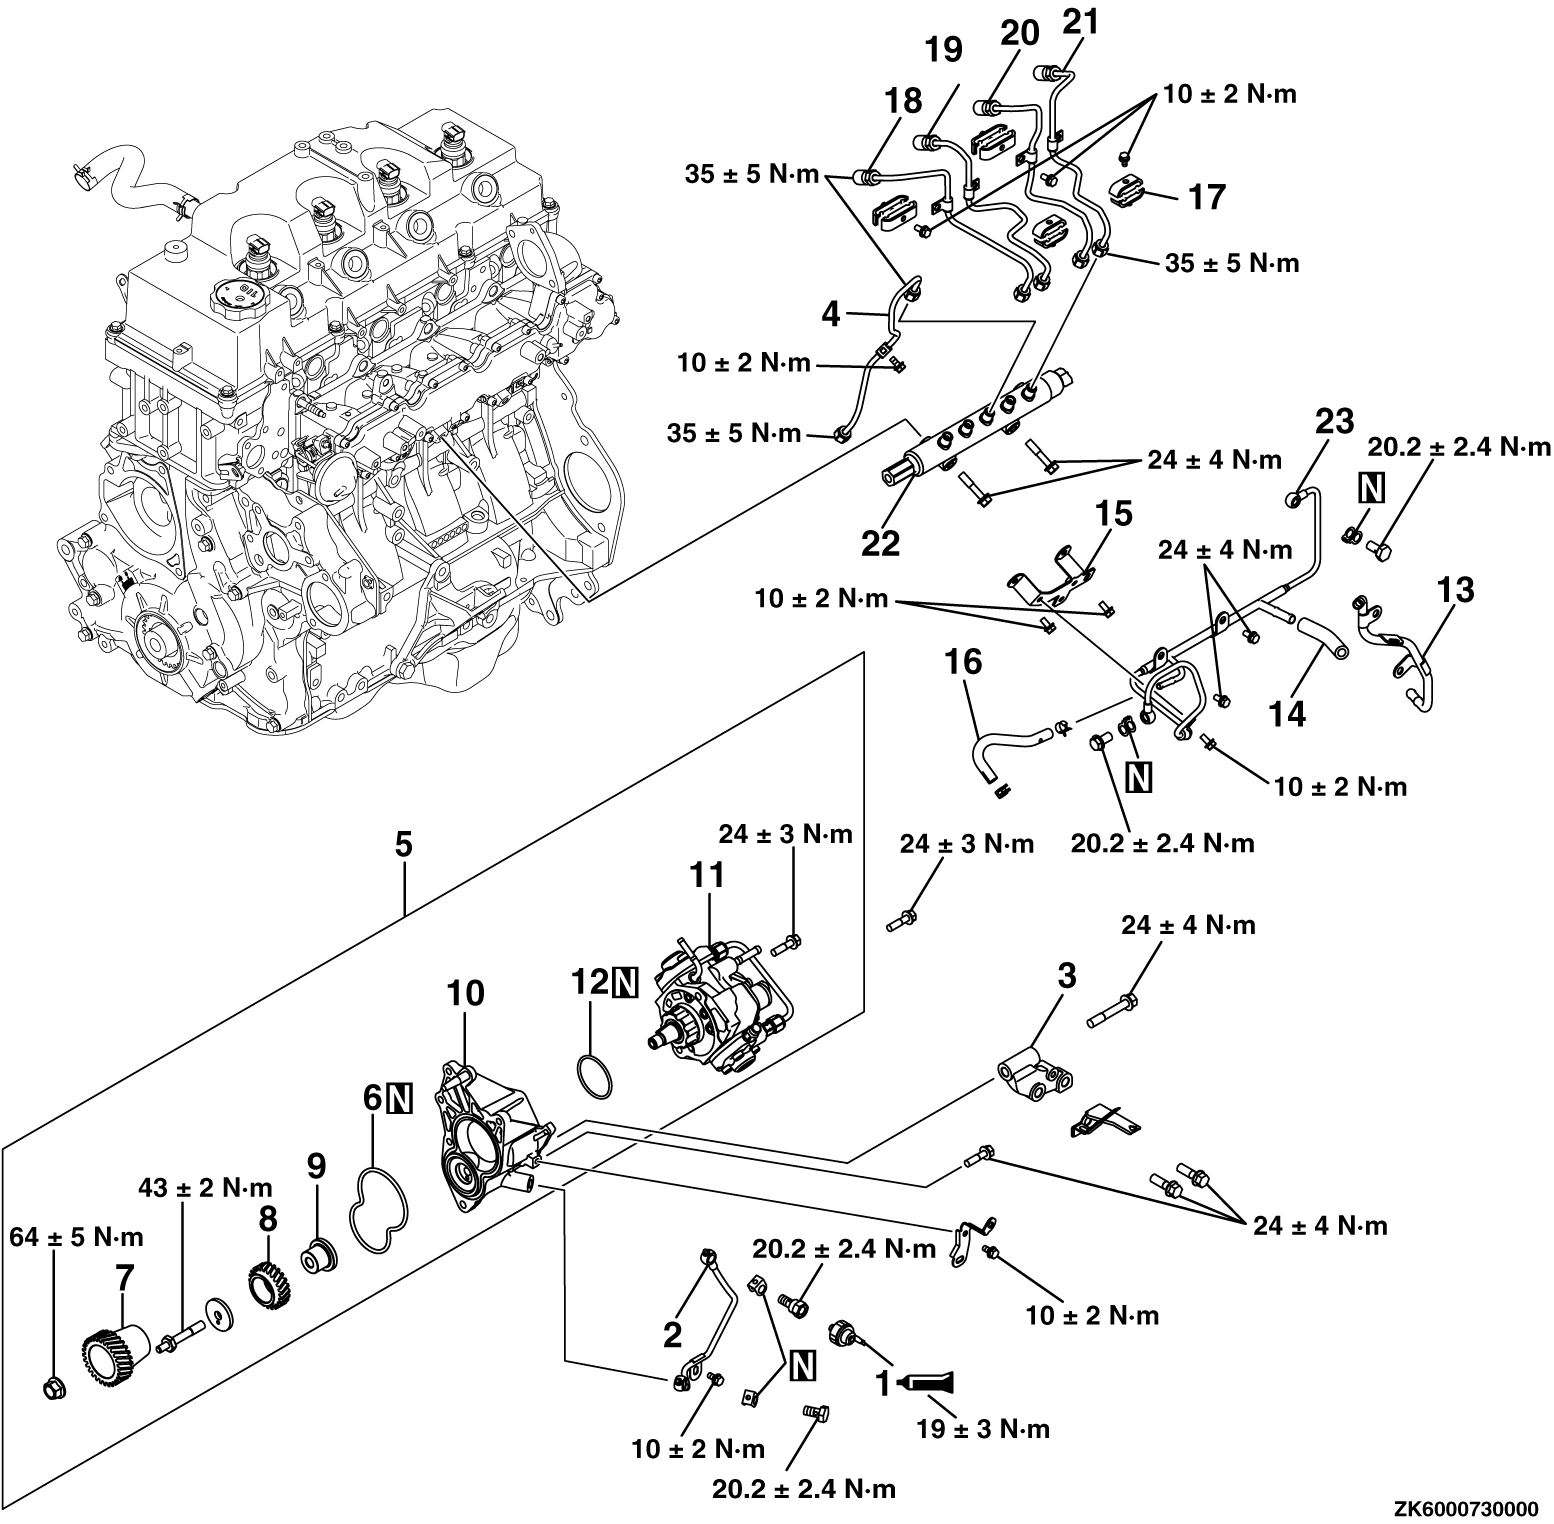 21
20
19
10 ± 2 N·m
18
35 ± 5 N·m
17
35 ± 5 N·m
4
10 ± 2 N·m
23
35 ± 5 N·m
20.2 ± 2.4 N·m
24 ± 4 N·m
N
15
22
24 ± 4 N·m
13
10 ± 2 N·m
16
14
N
10 ± 2 N·m
5
24 ± 3 N·m
24 ± 3 N·m
20.2 ± 2.4 N·m
11
24 ± 4 N·m
12 N
10
3
6 N
9
43 ± 2 N·m
8
64 ± 5 N·m
24 ± 4 N·m
20.2 ± 2.4 N·m
7
10 ± 2 N·m
2
N
1
19 ± 3 N·m
10 ± 2 N·m
20.2 ± 2.4 N·m
ZK6000730000